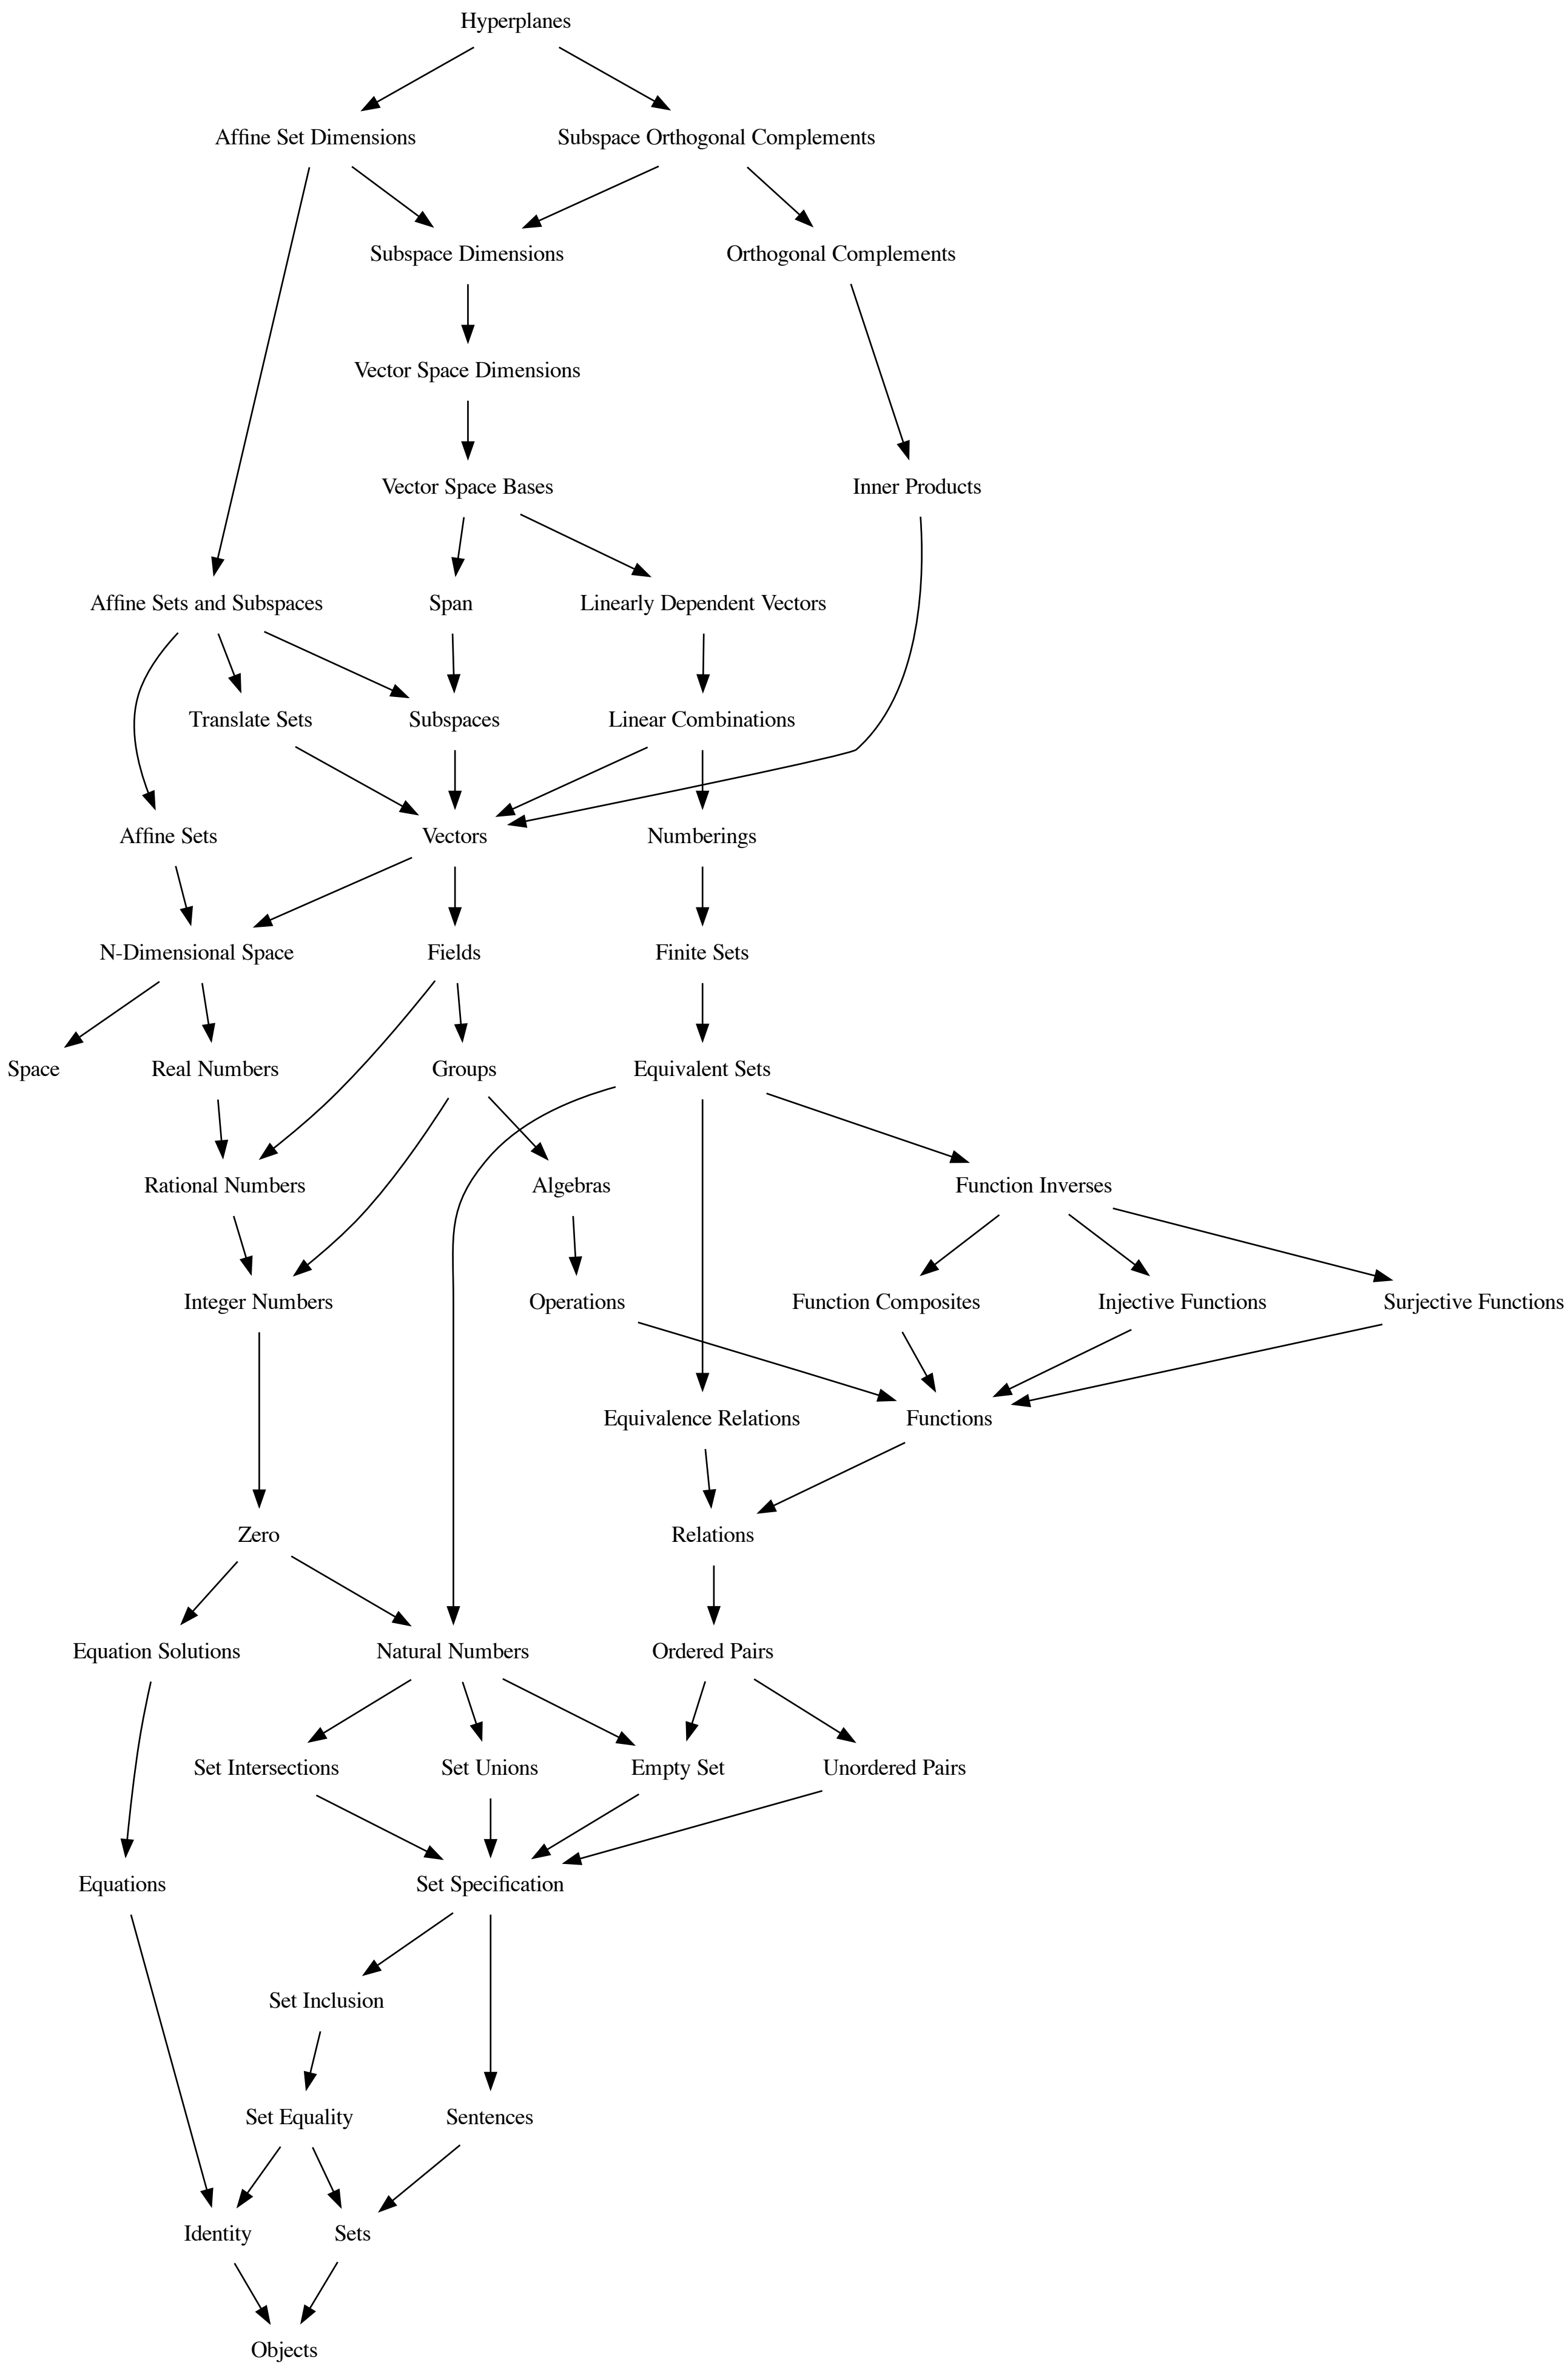 Hyperplanes
Affine Set Dimensions
Subspace Orthogonal Complements
Subspace Dimensions
Orthogonal Complements
Vector Space Dimensions
Vector Space Bases
Inner Products
Affine Sets and Subspaces
Span
Linearly Dependent Vectors
Translate Sets
Subspaces
Linear Combinations
Affine Sets
Vectors
Numberings
N-Dimensional Space
Fields
Finite Sets
Space
Real Numbers
Groups
Equivalent Sets
Rational Numbers
Algebras
Function Inverses
Integer Numbers
Operations
Function Composites
Injective Functions
Surjective Functions
Equivalence Relations
Functions
Zero
Relations
Equation Solutions
Natural Numbers
Ordered Pairs
Set Intersections
Set Unions
Empty Set
Unordered Pairs
Equations
Set Specification
Set Inclusion
Set Equality
Sentences
Identity
Sets
Objects